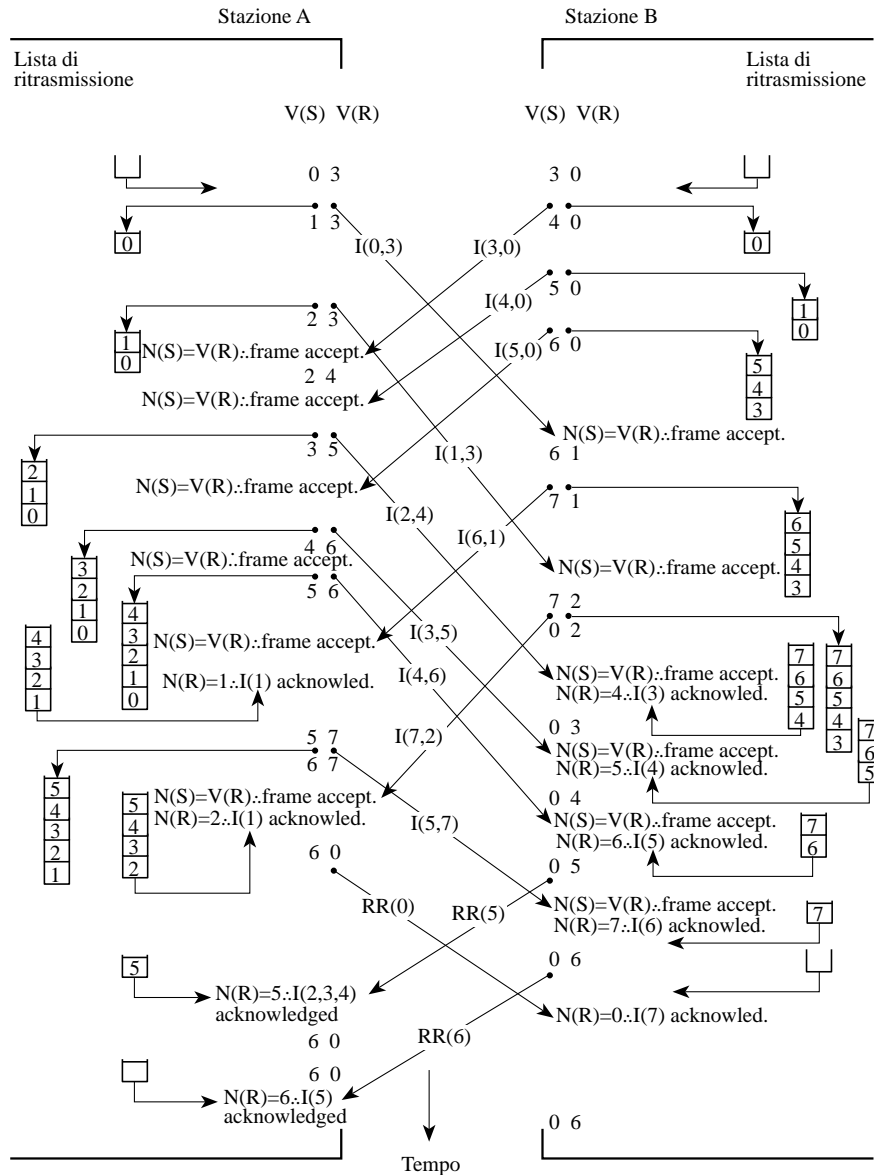 Stazione A Stazione B
Lista di ritrasmissione Lista di ritrasmissione
V(S) V(R) V(S) V(R)
0 3 3 0
1 3 4 0
0 I(0,3) I(3,0) 0
5 0
I(4,0)
2 3 1
0
1
0
N(S)=V(R)∴frame accept. I(5,0) 6 0
2 4 5
4
3
N(S)=V(R)∴frame accept.
3 5 I(1,3) N(S)=V(R)∴frame accept.
6 1
2
1
0
N(S)=V(R)∴frame accept. 7 1
I(2,4) I(6,1) 6
5
4
3
4 6
N(S)=V(R)∴frame accept. N(S)=V(R)∴frame accept.
3
2
1
0
5 6 7 2
0 2
4
3
2
1
0
N(S)=V(R)∴frame accept. I(3,5)
4
3
2
1
N(R)=1∴I(1) acknowled. I(4,6) N(S)=V(R)∴frame accept.
N(R)=4∴I(3) acknowled.
7
6
5
4
7
6
5
4
3
5 7 I(7,2) 0 3
6 7 N(S)=V(R)∴frame accept.
N(R)=5∴I(4) acknowled.
7
6
5
5
4
3
2
1
5
4
3
2
N(S)=V(R)∴frame accept. 0 4
N(R)=2∴I(1) acknowled. I(5,7) N(S)=V(R)∴frame accept.
N(R)=6∴I(5) acknowled.
7
6
6 0 0 5
RR(0) RR(5) N(S)=V(R)∴frame accept.
N(R)=7∴I(6) acknowled.
7
5 0 6
N(R)=5∴I(2,3,4)
acknowledged N(R)=0∴I(7) acknowled.
6 0 RR(6)
6 0
N(R)=6∴I(5)
acknowledged 0 6
Tempo